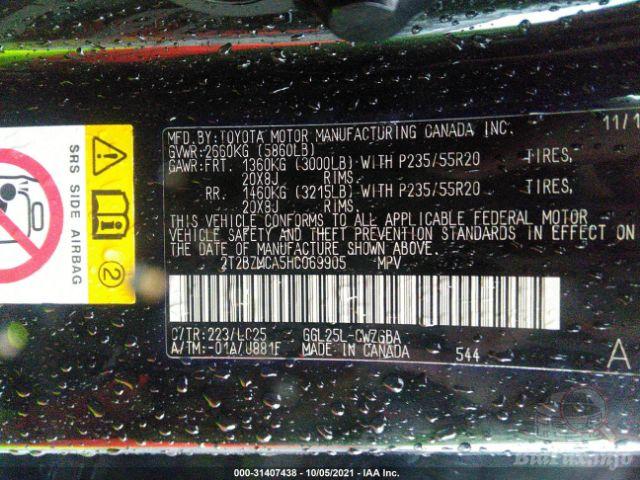 MFD. BY: TOYOTA MOTOR MANUFACTURING CANADA INC. 11/1
GVWR: 2660KG (5860LB)
GAWR: FRT. 1360KG (3000LB) WITH P235/55R20 TIRES,
20X8J RIMS,
RR. 1460KG (3215LB) WITH P235/55R20 TIRES,
20X8J RIMS,
THIS VEHICLE CONFORMS TO ALL APPLICABLE FEDERAL MOTOR
VEHICLE SAFETY AND THEFT PREVENTION STANDARDS IN EFFECT ON
THE DATE OF MANUFACTURE SHOWN ABOVE.
2T2BZMCA5HC069905 MPV
C/TR: 223/LC25 GGL25L-CWZGBA
A/TM: -01A/U881F MADE IN CANADA 544
A
SRS SIDE AIRBAG
2
000-31407438 - 10/05/2021 - IAA Inc.